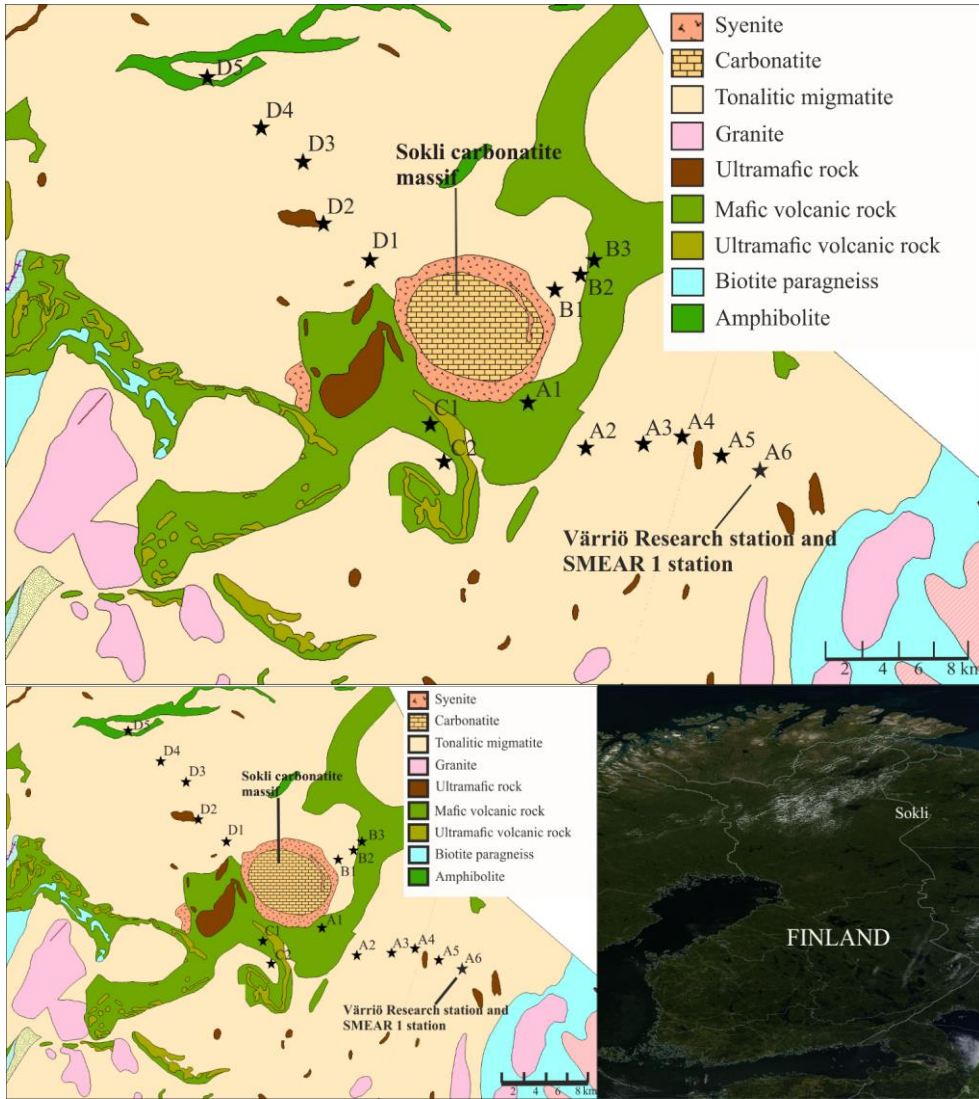 Syenite
Carbonatite
Tonalitic migmatite
Granite
Ultramafic rock
Mafic volcanic rock
Ultramafic volcanic rock
Biotite paragneiss
Amphibolite
D5
D4
D3
D2
D1
Sokli carbonatite
massif
B3
B2
B1
A1
C1
C2
A2
A3
A4
A5
A6
Värriö Research station and
SMEAR 1 station
2 4 6 8 km
Syenite
Carbonatite
Tonalitic migmatite
Granite
Ultramafic rock
Mafic volcanic rock
Ultramafic volcanic rock
Biotite paragneiss
Amphibolite
D5
D4
D3
D2
D1
Sokli carbonatite
massif
B3
B2
B1
A1
C1
C2
A2
A3
A4
A5
A6
Värriö Research station and
SMEAR 1 station
2 4 6 8 km
Sokli
FINLAND